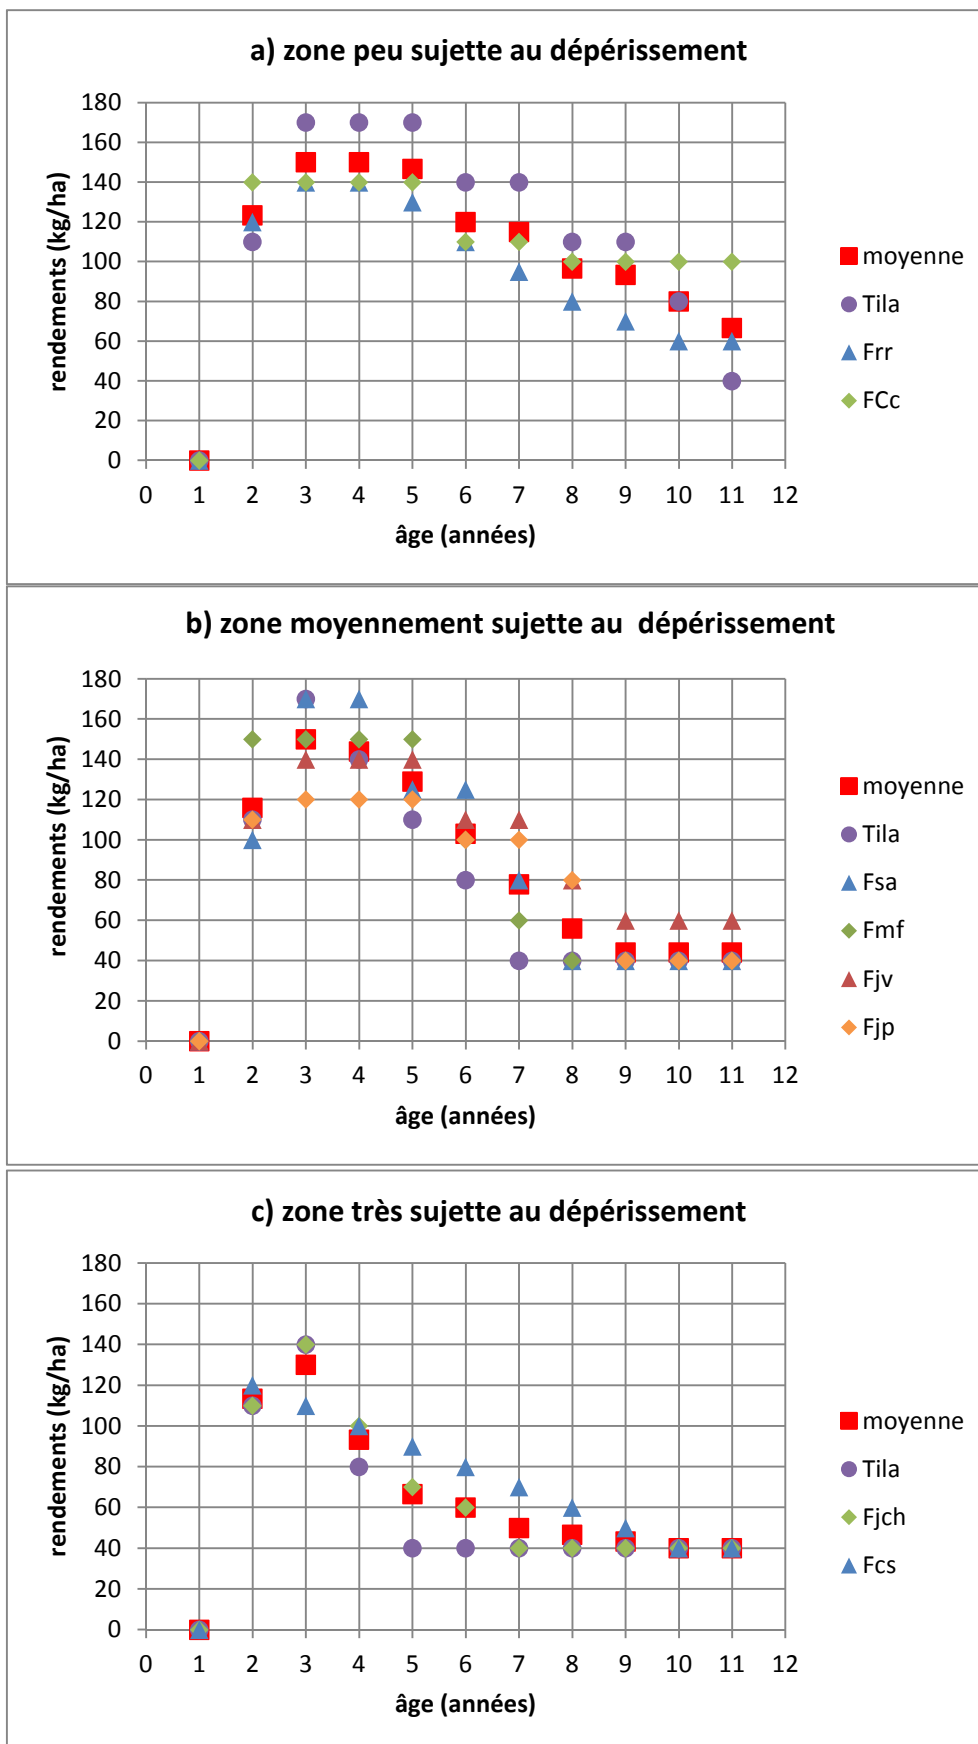 a) zone peu sujette au dépérissement
rendements (kg/ha)
180
160
140
120
100
80
60
40
20
0
0 1 2 3 4 5 6 7 8 9 10 11 12
âge (années)
moyenne
Tila
Frr
FCc
b) zone moyennement sujette au dépérissement
rendements (kg/ha)
180
160
140
120
100
80
60
40
20
0
0 1 2 3 4 5 6 7 8 9 10 11 12
âge (années)
moyenne
Tila
Fsa
Fmf
Fjv
Fjp
c) zone très sujette au dépérissement
rendements (kg/ha)
180
160
140
120
100
80
60
40
20
0
0 1 2 3 4 5 6 7 8 9 10 11 12
âge (années)
moyenne
Tila
Fjch
Fcs